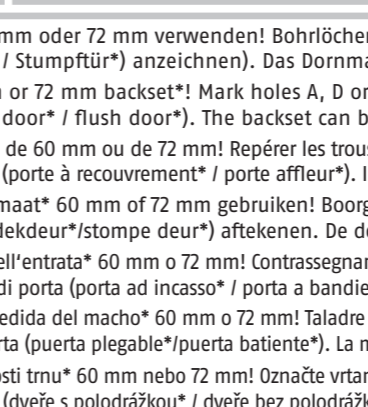 mm oder 72 mm verwenden! Bohrlöcher
/ Stumpftür*) anzeichnen). Das Dornma
or 72 mm backset*! Mark holes A, D or
door* / flush door*). The backset can b
de 60 mm ou de 72 mm! Repérer les trous
(porte à recouvrement* / porte affleur*). I
maat* 60 mm of 72 mm gebruiken! Boorg
dekdeur*/stompe deur*) aftekenen. De d
ell'entrata* 60 mm o 72 mm! Contrassegnar
di porta (porta ad incasso* / porta a bandie
edida del macho* 60 mm o 72 mm! Taladre
rta (puerta plegable*/puerta batiente*). La m
osti trnu* 60 mm nebo 72 mm! Označte vrtan
(dveře s polodrážkou* / dveře bez polodrážk